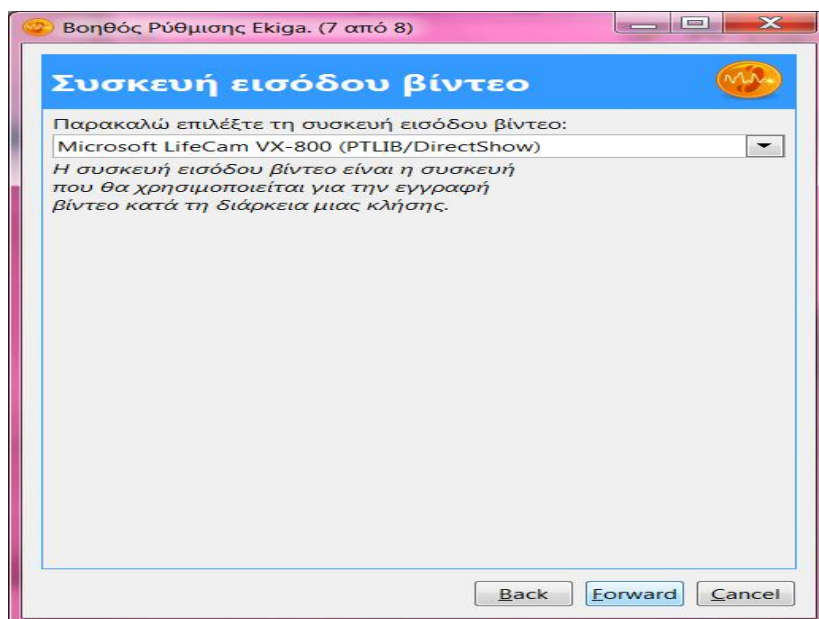 Βοηθός Ρύθμισης Ekiga. (7 από 8)
Συσκευή εισόδου βίντεο
Παρακαλώ επιλέξτε τη συσκευή εισόδου βίντεο:
Microsoft LifeCam VX-800 (PTLIB/DirectShow)
Η συσκευή εισόδου βίντεο είναι η συσκευή
που θα χρησιμοποιείται για την εγγραφή
βίντεο κατά τη διάρκεια μιας κλήσης.
Back Forward Cancel